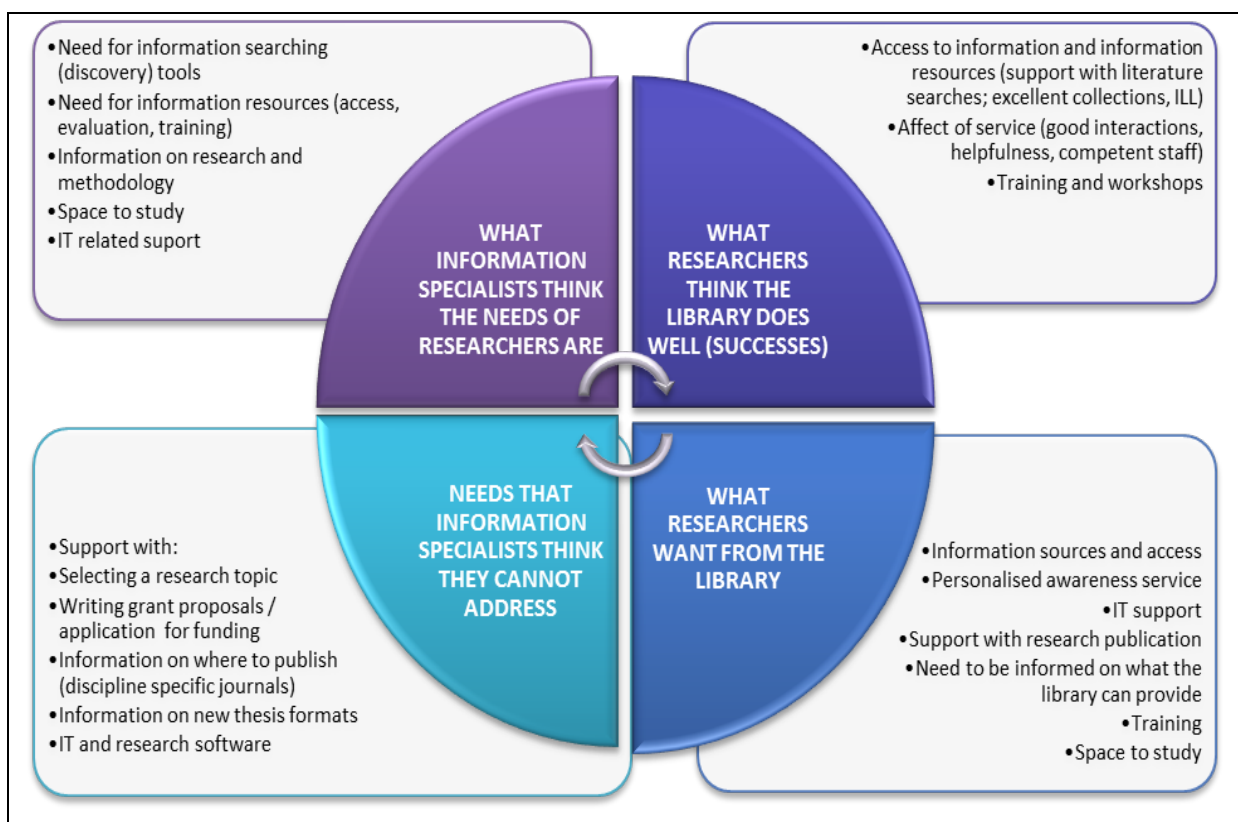 •Need for information searching
(discovery) tools
•Need for information resources (access,
evaluation, training)
•Information on research and
methodology
•Space to study
•IT related suport
•Access to information and information
resources (support with literature
searches; excellent collections, ILL)
•Affect of service (good interactions,
helpfulness, competent staff)
•Training and workshops
WHAT
INFORMATION
SPECIALISTS THINK
THE NEEDS OF
RESEARCHERS ARE
WHAT
RESEARCHERS
THINK THE
LIBRARY DOES
WELL (SUCCESSES)
NEEDS THAT
INFORMATION
SPECIALISTS THINK
THEY CANNOT
ADDRESS
WHAT
RESEARCHERS
WANT FROM THE
LIBRARY
•Support with:
•Selecting a research topic
•Writing grant proposals /
application for funding
•Information on where to publish
(discipline specific journals)
•Information on new thesis formats
•IT and research software
•Information sources and access
•Personalised awareness service
•IT support
•Support with research publication
•Need to be informed on what the
library can provide
•Training
•Space to study